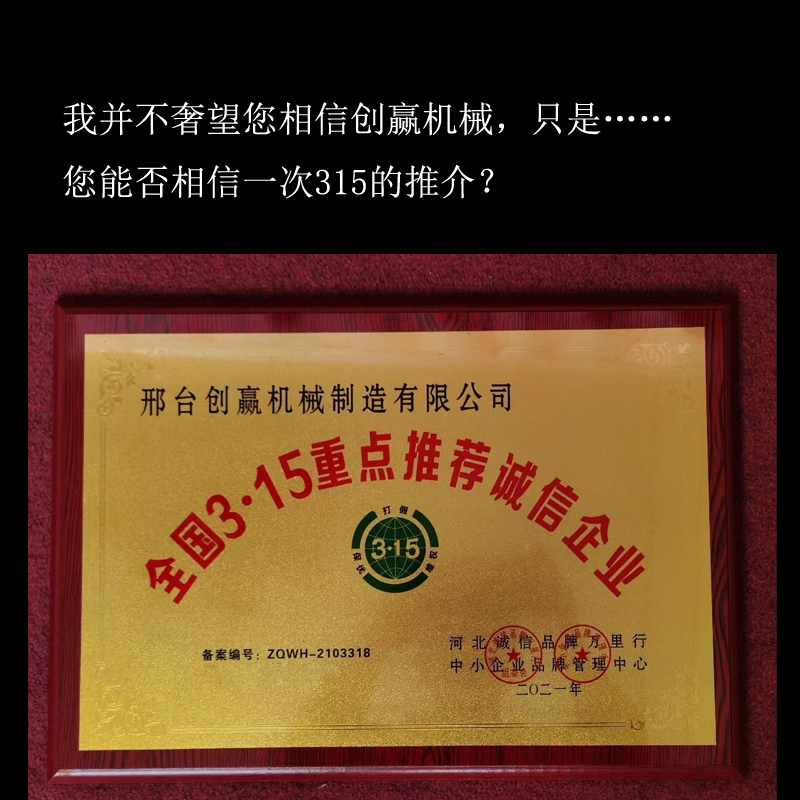 我并不奢望您相信创赢机械，只是……
您能否相信一次315的推介？
邢台创赢机械制造有限公司
全国3·15重点推荐诚信企业
打假
3·15
扬优
维权
备案编号：ZQWH-2103318
河北诚信品牌万里行
中小企业品牌管理中心
二〇二一年